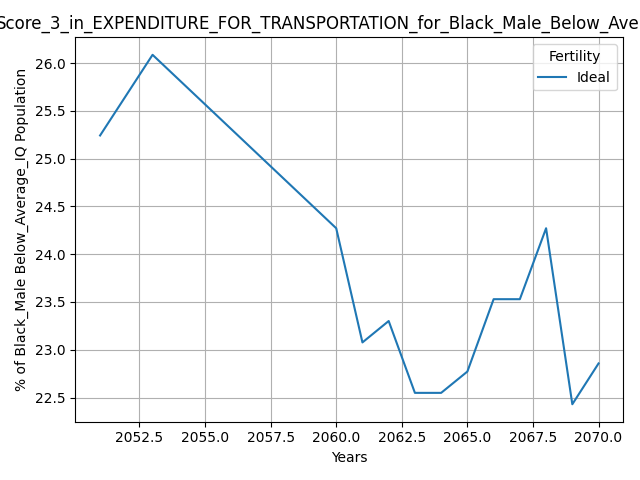 Score_3_in_EXPENDITURE_FOR_TRANSPORTATION_for_Black_Male_Below_Ave
Fertility
Ideal
26.0
25.5
25.0
24.5
24.0
23.5
23.0
22.5
% of Black_Male Below_Average_IQ Population
2052.5 2055.0 2057.5 2060.0 2062.5 2065.0 2067.5 2070.0
Years